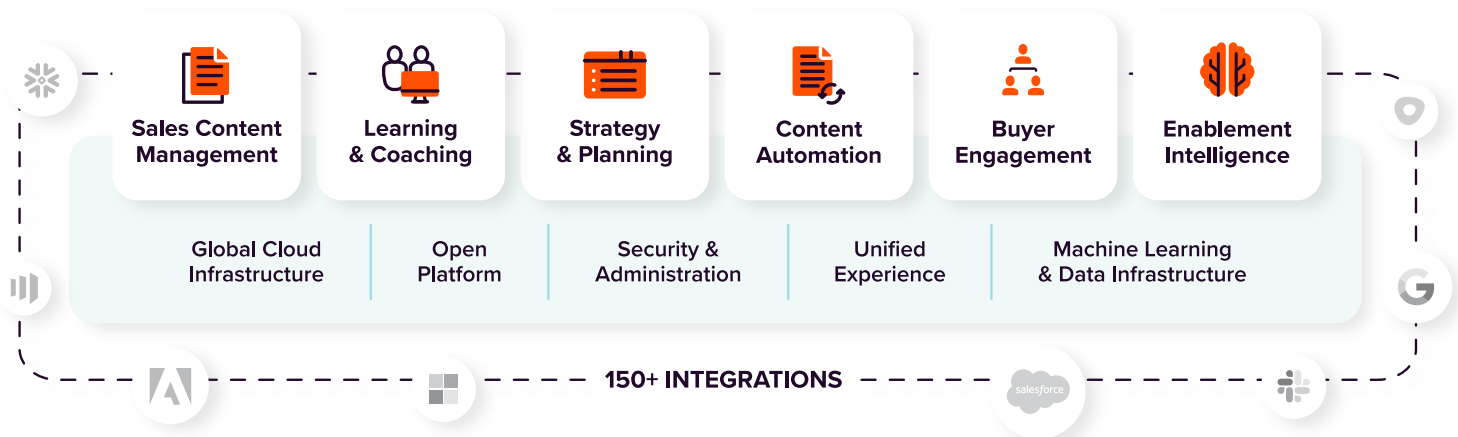 Sales Content
Management
Learning
& Coaching
Strategy
& Planning
Content
Automation
Buyer
Engagement
Enablement
Intelligence
Global Cloud
Infrastructure
Open
Platform
Security &
Administration
Unified
Experience
Machine Learning
& Data Infrastructure
150+ INTEGRATIONS
salesforce